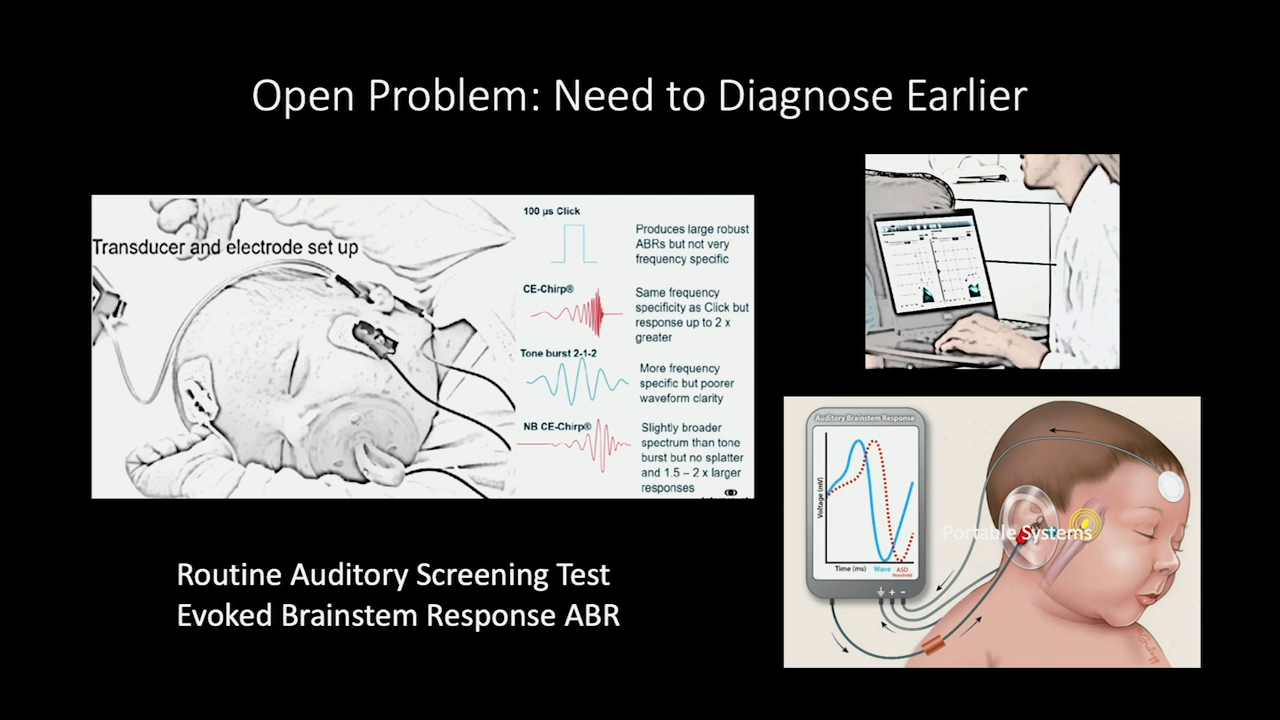 Open Problem: Need to Diagnose Earlier
Transducer and electrode set up
100 µs Click
Produces large robust
ABRs but not very
frequency specific
CE-Chirp®
Same frequency
specificity as Click but
response up to 2 x
greater
Tone burst 2-1-2
More frequency
specific but poorer
waveform clarity
NB CE-Chirp®
Slightly broader
spectrum than tone
burst but no splatter
and 1.5 – 2 x larger
responses
Auditory Brainstem Response
Voltage (mV)
Time (ms) Wave ASD
threshold
+ -
Portable Systems
Routine Auditory Screening Test
Evoked Brainstem Response ABR